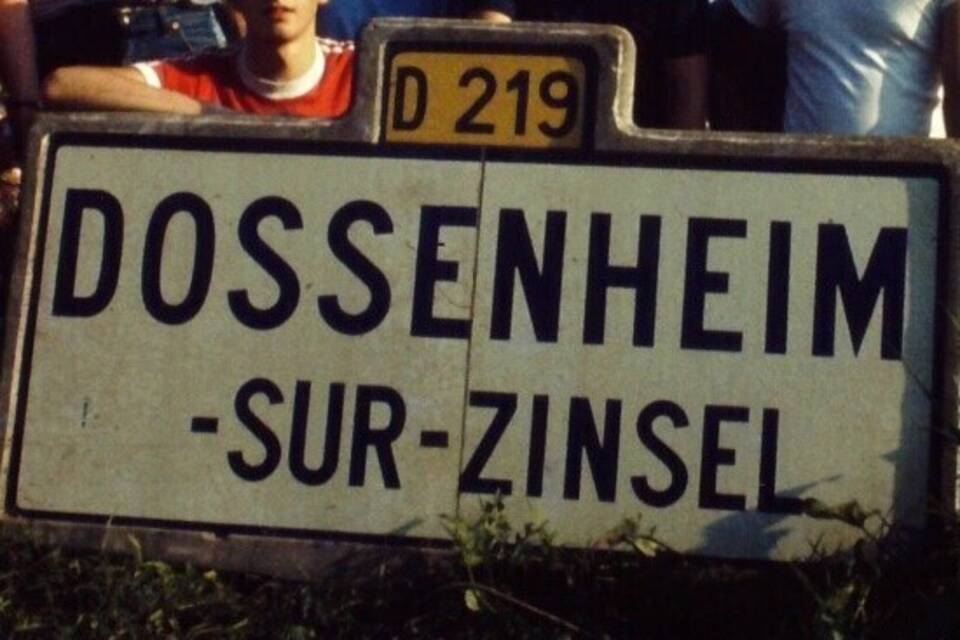 D 219
DOSSENHEIM
-SUR-ZINSEL